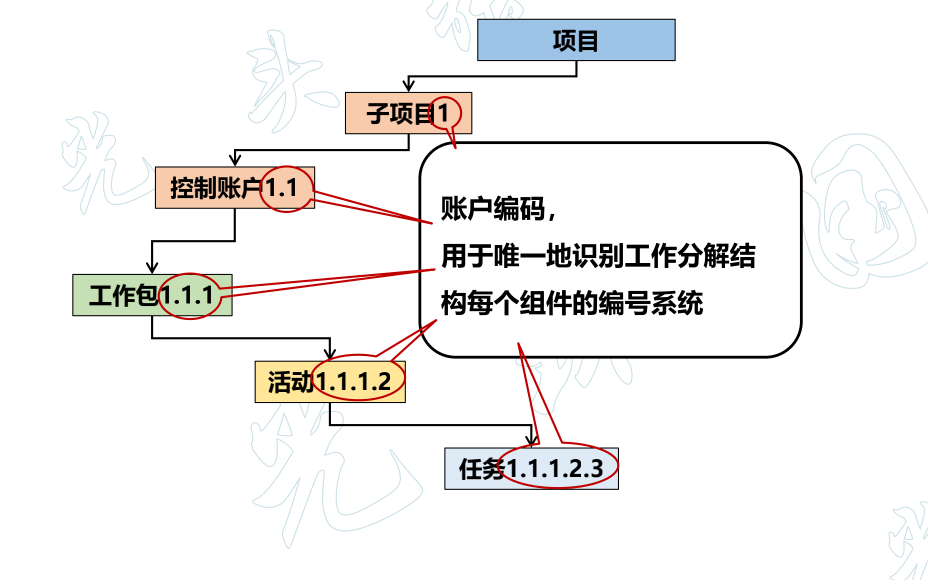 项目
子项目1
控制账户1.1
账户编码，
用于唯一地识别工作分解结
构每个组件的编号系统
工作包1.1.1
活动1.1.1.2
任务1.1.1.2.3